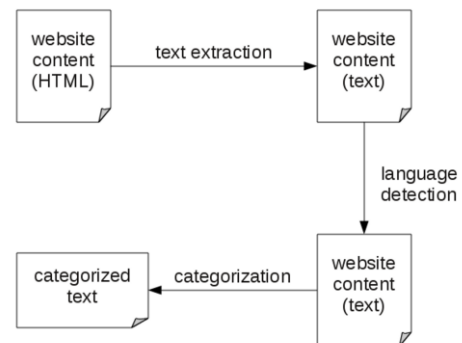 website
content
(HTML)
text extraction
website
content
(text)
language
detection
website
content
(text)
categorization
categorized
text